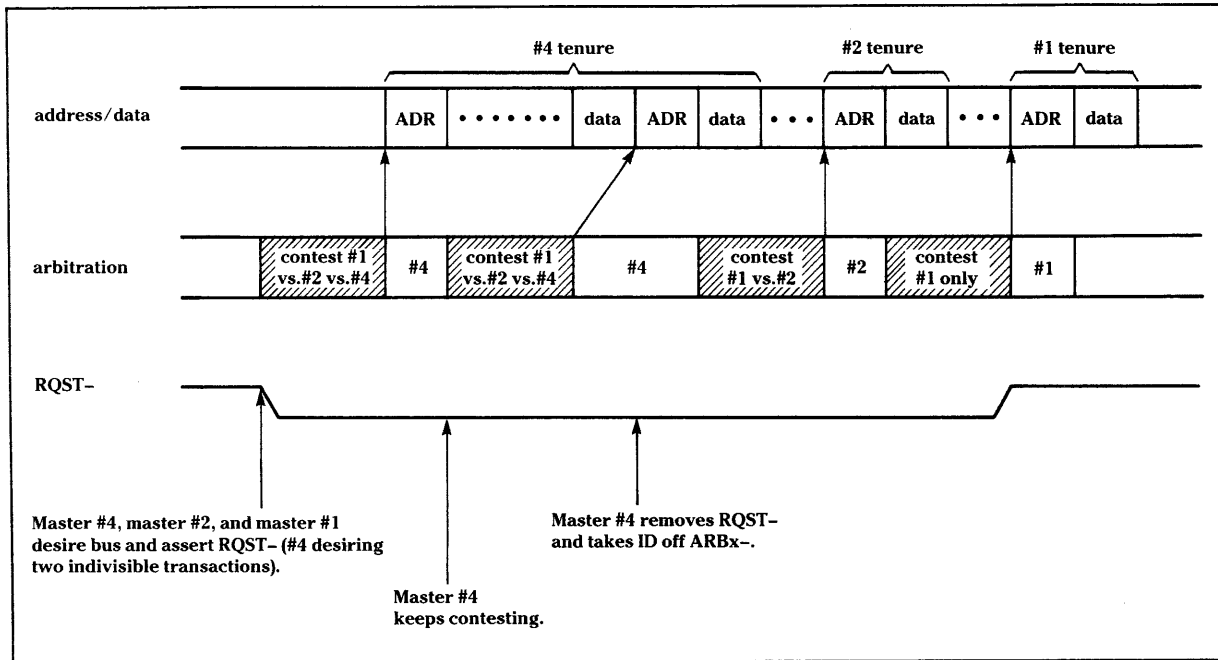 #4 tenure
#2 tenure
#1 tenure
address/data
ADR
• • • • • • •
data
ADR
data
• • •
ADR
data
• • •
ADR
data
arbitration
contest #1
vs.#2 vs.#4
#4
contest #1
vs.#2 vs.#4
#4
contest
#1 vs.#2
#2
contest
#1 only
#1
RQST–
Master #4, master #2, and master #1
desire bus and assert RQST– (#4 desiring
two indivisible transactions).
Master #4
keeps contesting.
Master #4 removes RQST–
and takes ID off ARBx–.